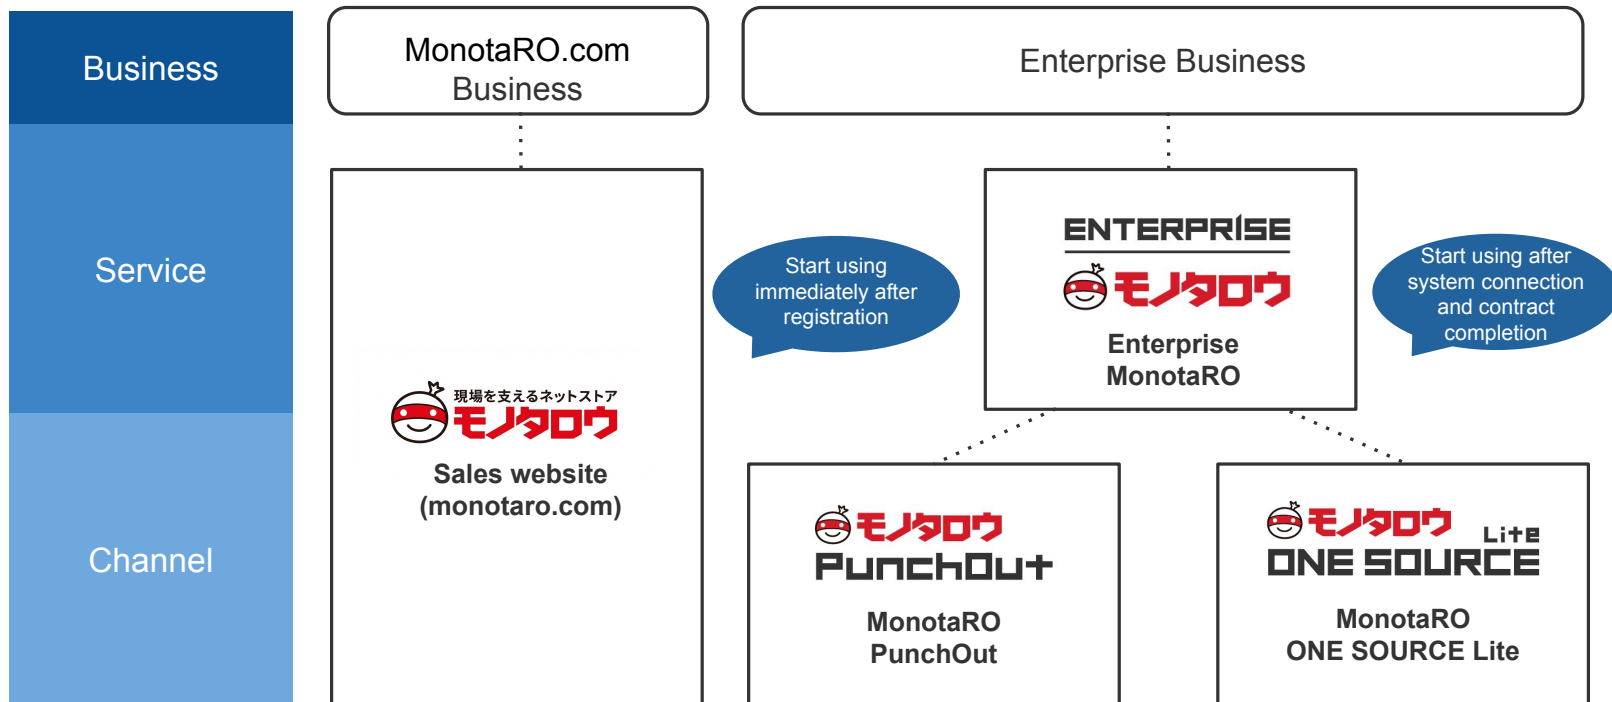 Business
MonotaRO.com
Business
Enterprise Business
Service
Start using
immediately after
registration
ENTERPRISE
モノタロウ
Enterprise
MonotaRO
Start using after
system connection
and contract
completion
現場を支えるネットストア
モノタロウ
Sales website
(monotaro.com)
Channel
モノタロウ
PunchOut
MonotaRO
PunchOut
モノタロウ
Lite
ONE SOURCE
MonotaRO
ONE SOURCE Lite